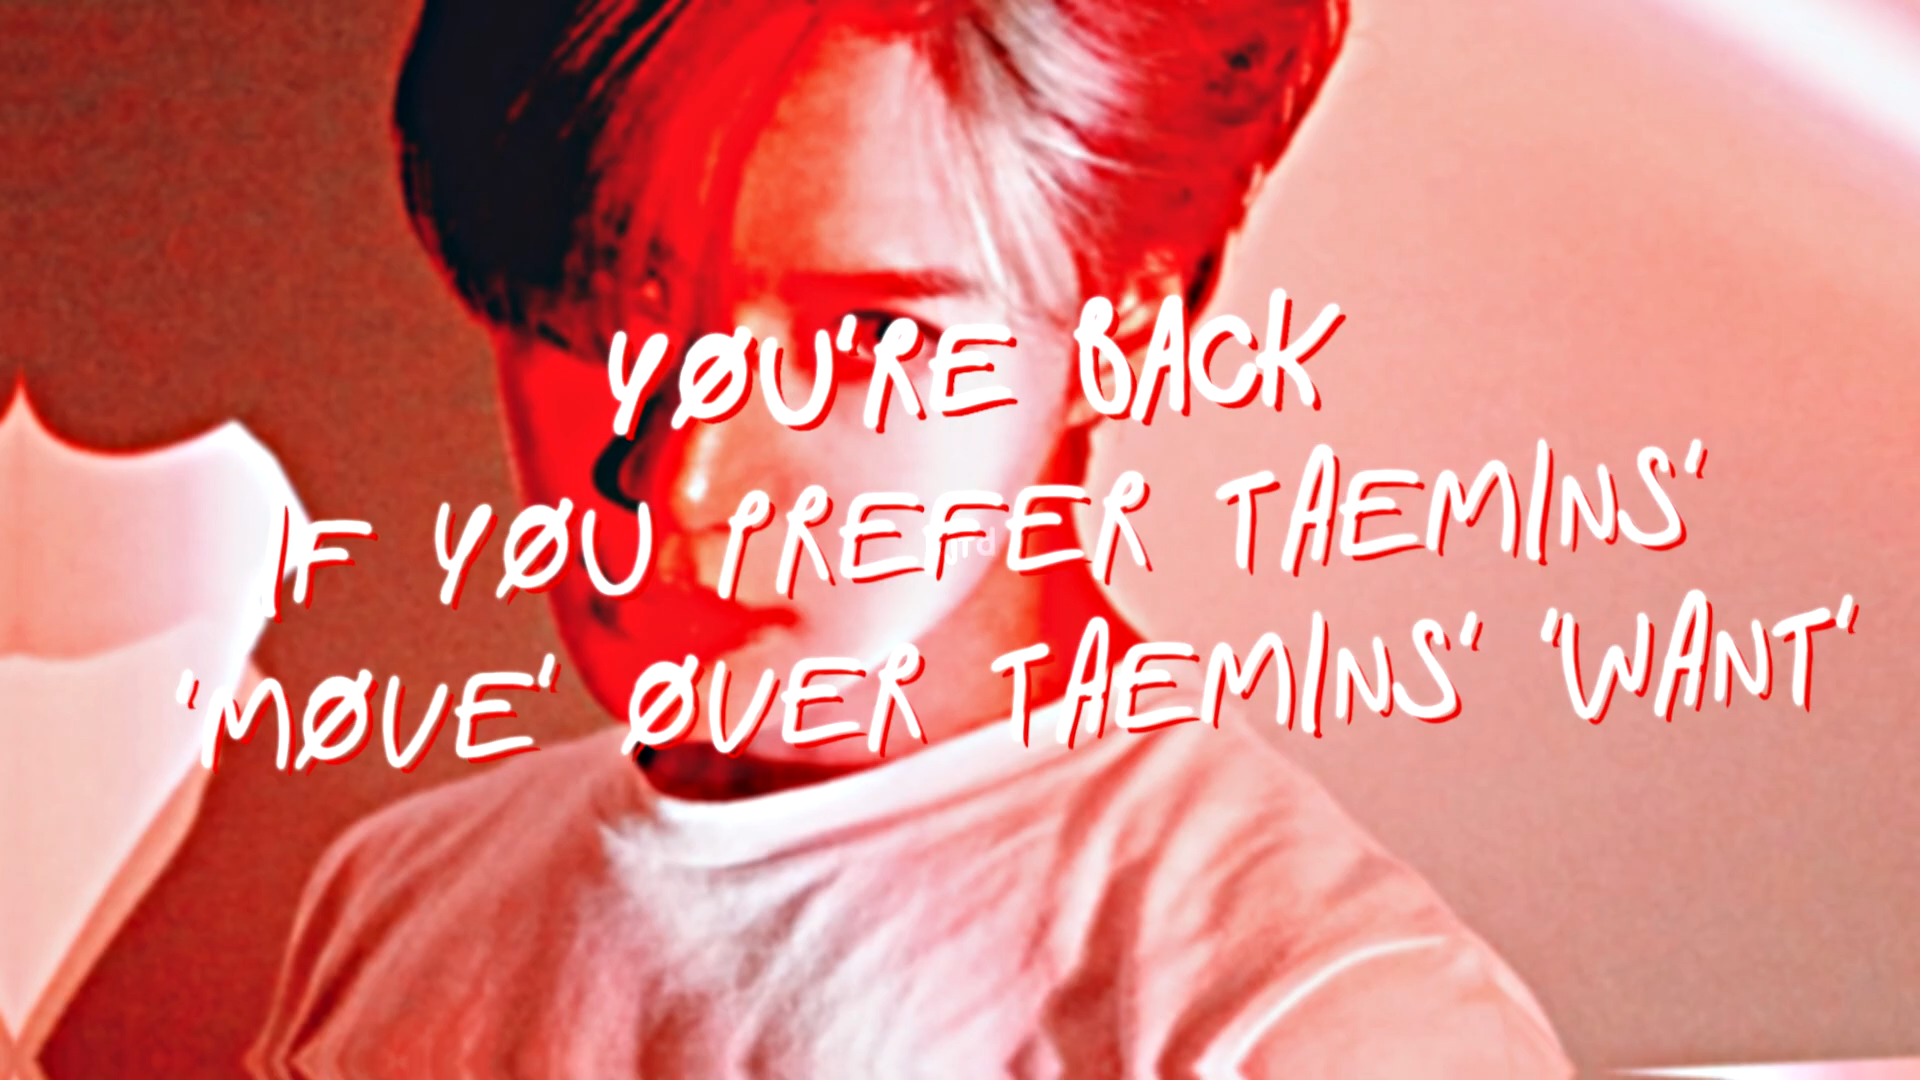 YØU'RE BACK
IF YØU PREFER TAEMINS'
'MØVE' ØVER TAEMINS' 'WANT'